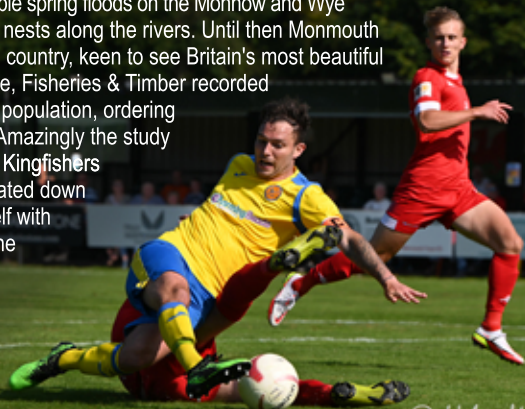 ble spring floods on the Monnow and Wye
nests along the rivers. Until then Monmouth
country, keen to see Britain's most beautiful
e, Fisheries & Timber recorded
population, ordering
Amazingly the study
Kingfishers
ated down
elf with
ne